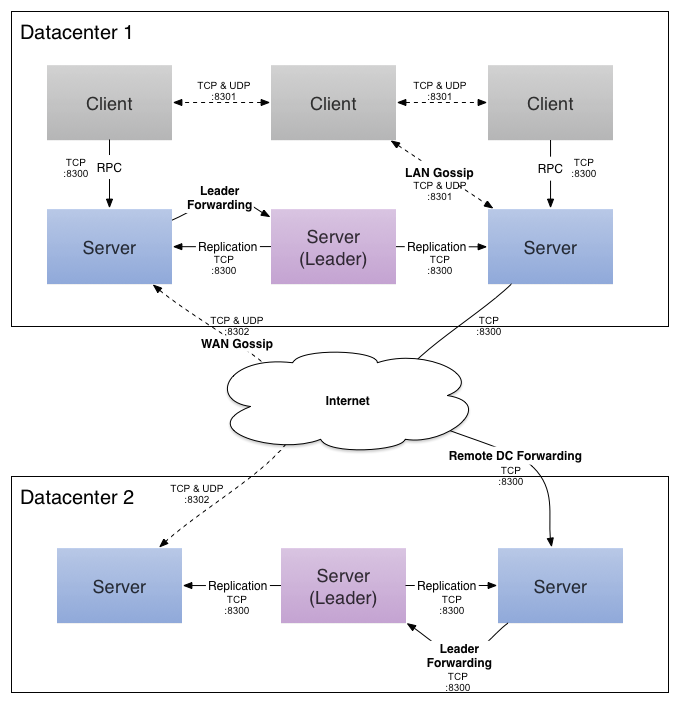 Datacenter 1
Client
TCP & UDP
:8301
Client
TCP & UDP
:8301
Client
TCP
:8300
RPC
LAN Gossip
TCP & UDP
:8301
RPC
TCP
:8300
Leader
Forwarding
Server
Replication
TCP
:8300
Server
(Leader)
Replication
TCP
:8300
Server
TCP & UDP
:8302
WAN Gossip
TCP
:8300
Internet
Remote DC Forwarding
TCP
:8300
Datacenter 2
TCP & UDP
:8302
Server
Replication
TCP
:8300
Server
(Leader)
Replication
TCP
:8300
Server
Leader
Forwarding
TCP
:8300